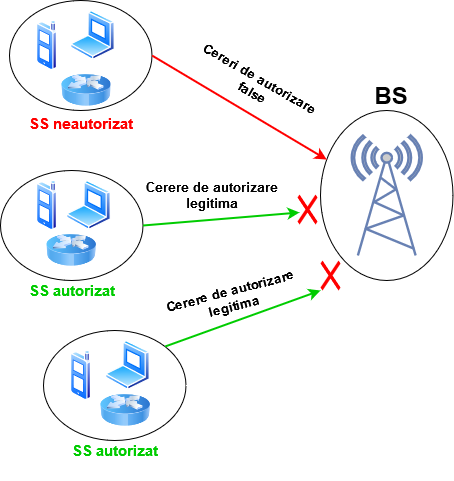 Cereri de autorizare
false
BS
SS neautorizat
Cerere de autorizare
legitima
SS autorizat
Cerere de autorizare
legitima
SS autorizat